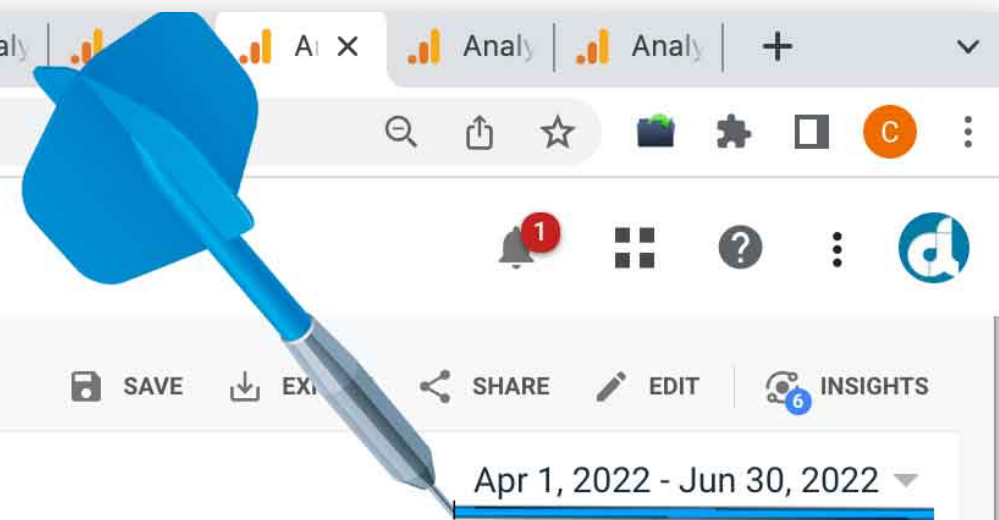 Analy Analy
C
1
SAVE SHARE EDIT INSIGHTS
6
Apr 1, 2022 - Jun 30, 2022